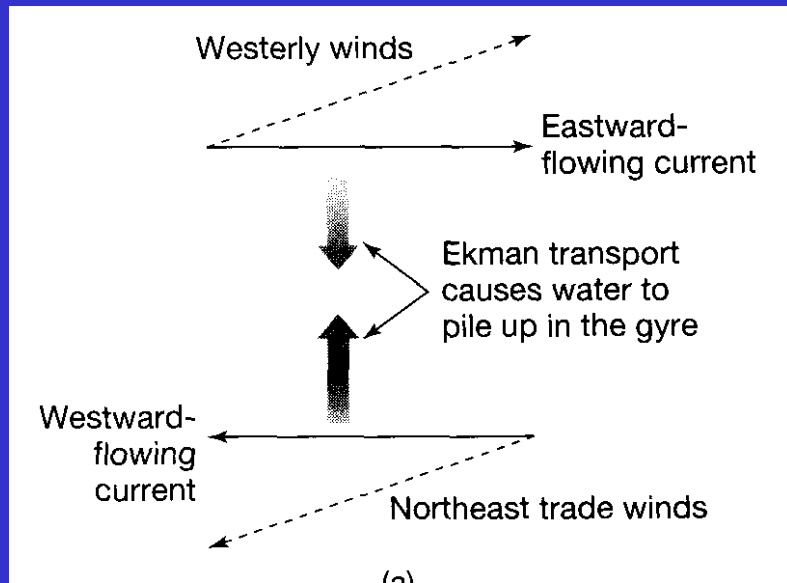 Westerly winds
Eastward-
flowing current
Ekman transport
causes water to
pile up in the gyre
Westward-
flowing
current
Northeast trade winds
(a)